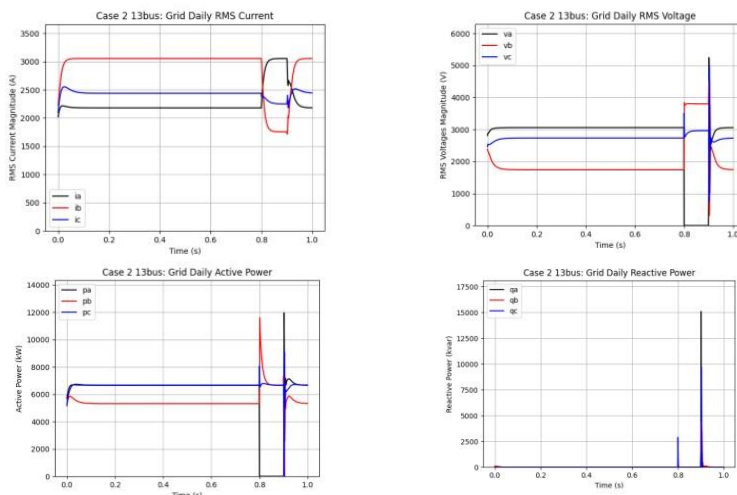 Case 2 13bus: Grid Daily RMS Current
RMS Current Magnitude (A)
3500
3000
2500
2000
1500
1000
500
0
ia
ib
ic
0.0 0.2 0.4 0.6 0.8 1.0
Time (s)
Case 2 13bus: Grid Daily RMS Voltage
RMS Voltages Magnitude (V)
6000
5000
4000
3000
2000
1000
0
va
vb
vc
0.0 0.2 0.4 0.6 0.8 1.0
Time (s)
Case 2 13bus: Grid Daily Active Power
Active Power (kW)
14000
12000
10000
8000
6000
4000
2000
0
pa
pb
pc
0.0 0.2 0.4 0.6 0.8 1.0
Time (s)
Case 2 13bus: Grid Daily Reactive Power
Reactive Power (kvar)
17500
15000
12500
10000
7500
5000
2500
0
qa
qb
qc
0.0 0.2 0.4 0.6 0.8 1.0
Time (s)